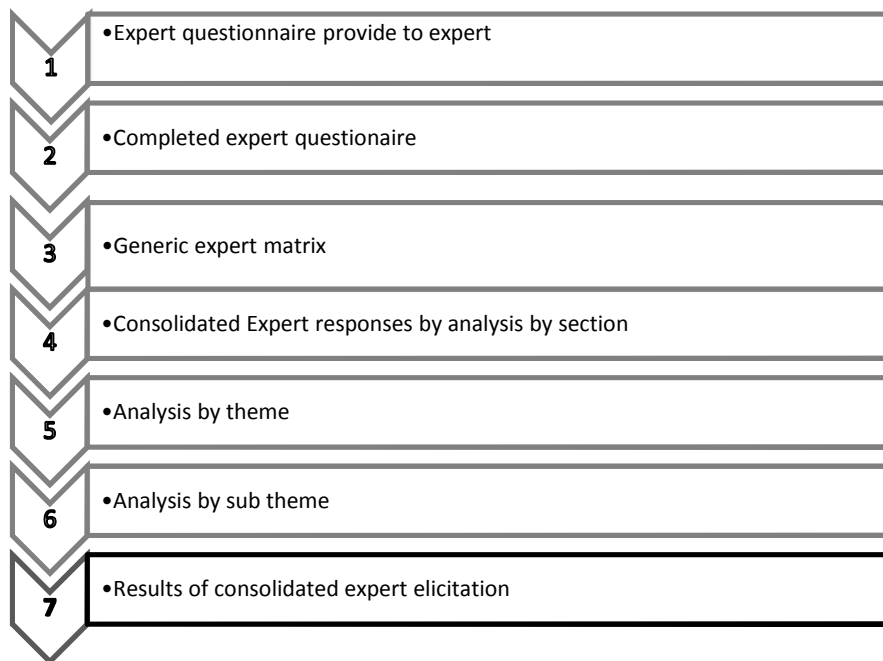 1
•Expert questionnaire provide to expert
2
•Completed expert questionaire
3
•Generic expert matrix
4
•Consolidated Expert responses by analysis by section
5
•Analysis by theme
6
•Analysis by sub theme
7
•Results of consolidated expert elicitation